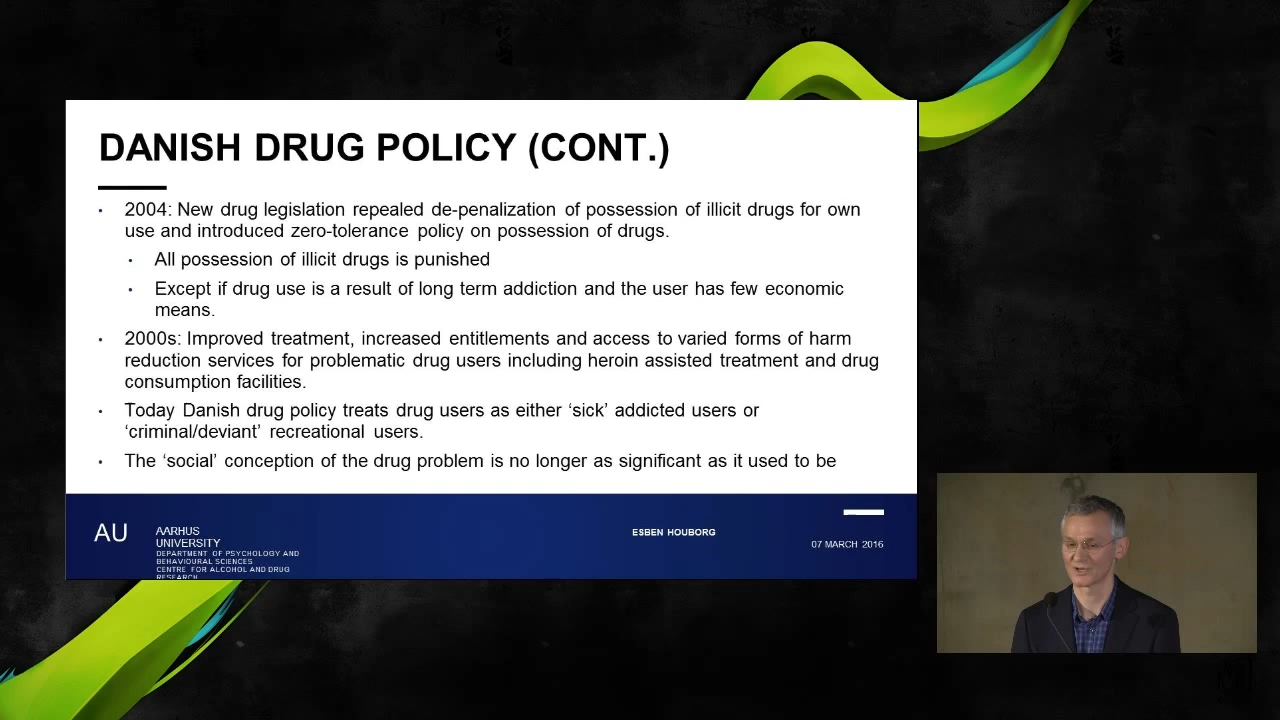 DANISH DRUG POLICY (CONT.)
• 2004: New drug legislation repealed de-penalization of possession of illicit drugs for own
use and introduced zero-tolerance policy on possession of drugs.
• All possession of illicit drugs is punished
• Except if drug use is a result of long term addiction and the user has few economic
means.
• 2000s: Improved treatment, increased entitlements and access to varied forms of harm
reduction services for problematic drug users including heroin assisted treatment and drug
consumption facilities.
• Today Danish drug policy treats drug users as either ‘sick’ addicted users or
‘criminal/deviant’ recreational users.
• The ‘social’ conception of the drug problem is no longer as significant as it used to be
AU
AARHUS
UNIVERSITY
DEPARTMENT OF PSYCHOLOGY AND
BEHAVIOURAL SCIENCES
CENTRE FOR ALCOHOL AND DRUG
RESEARCH
ESBEN HOUBORG
07 MARCH 2016